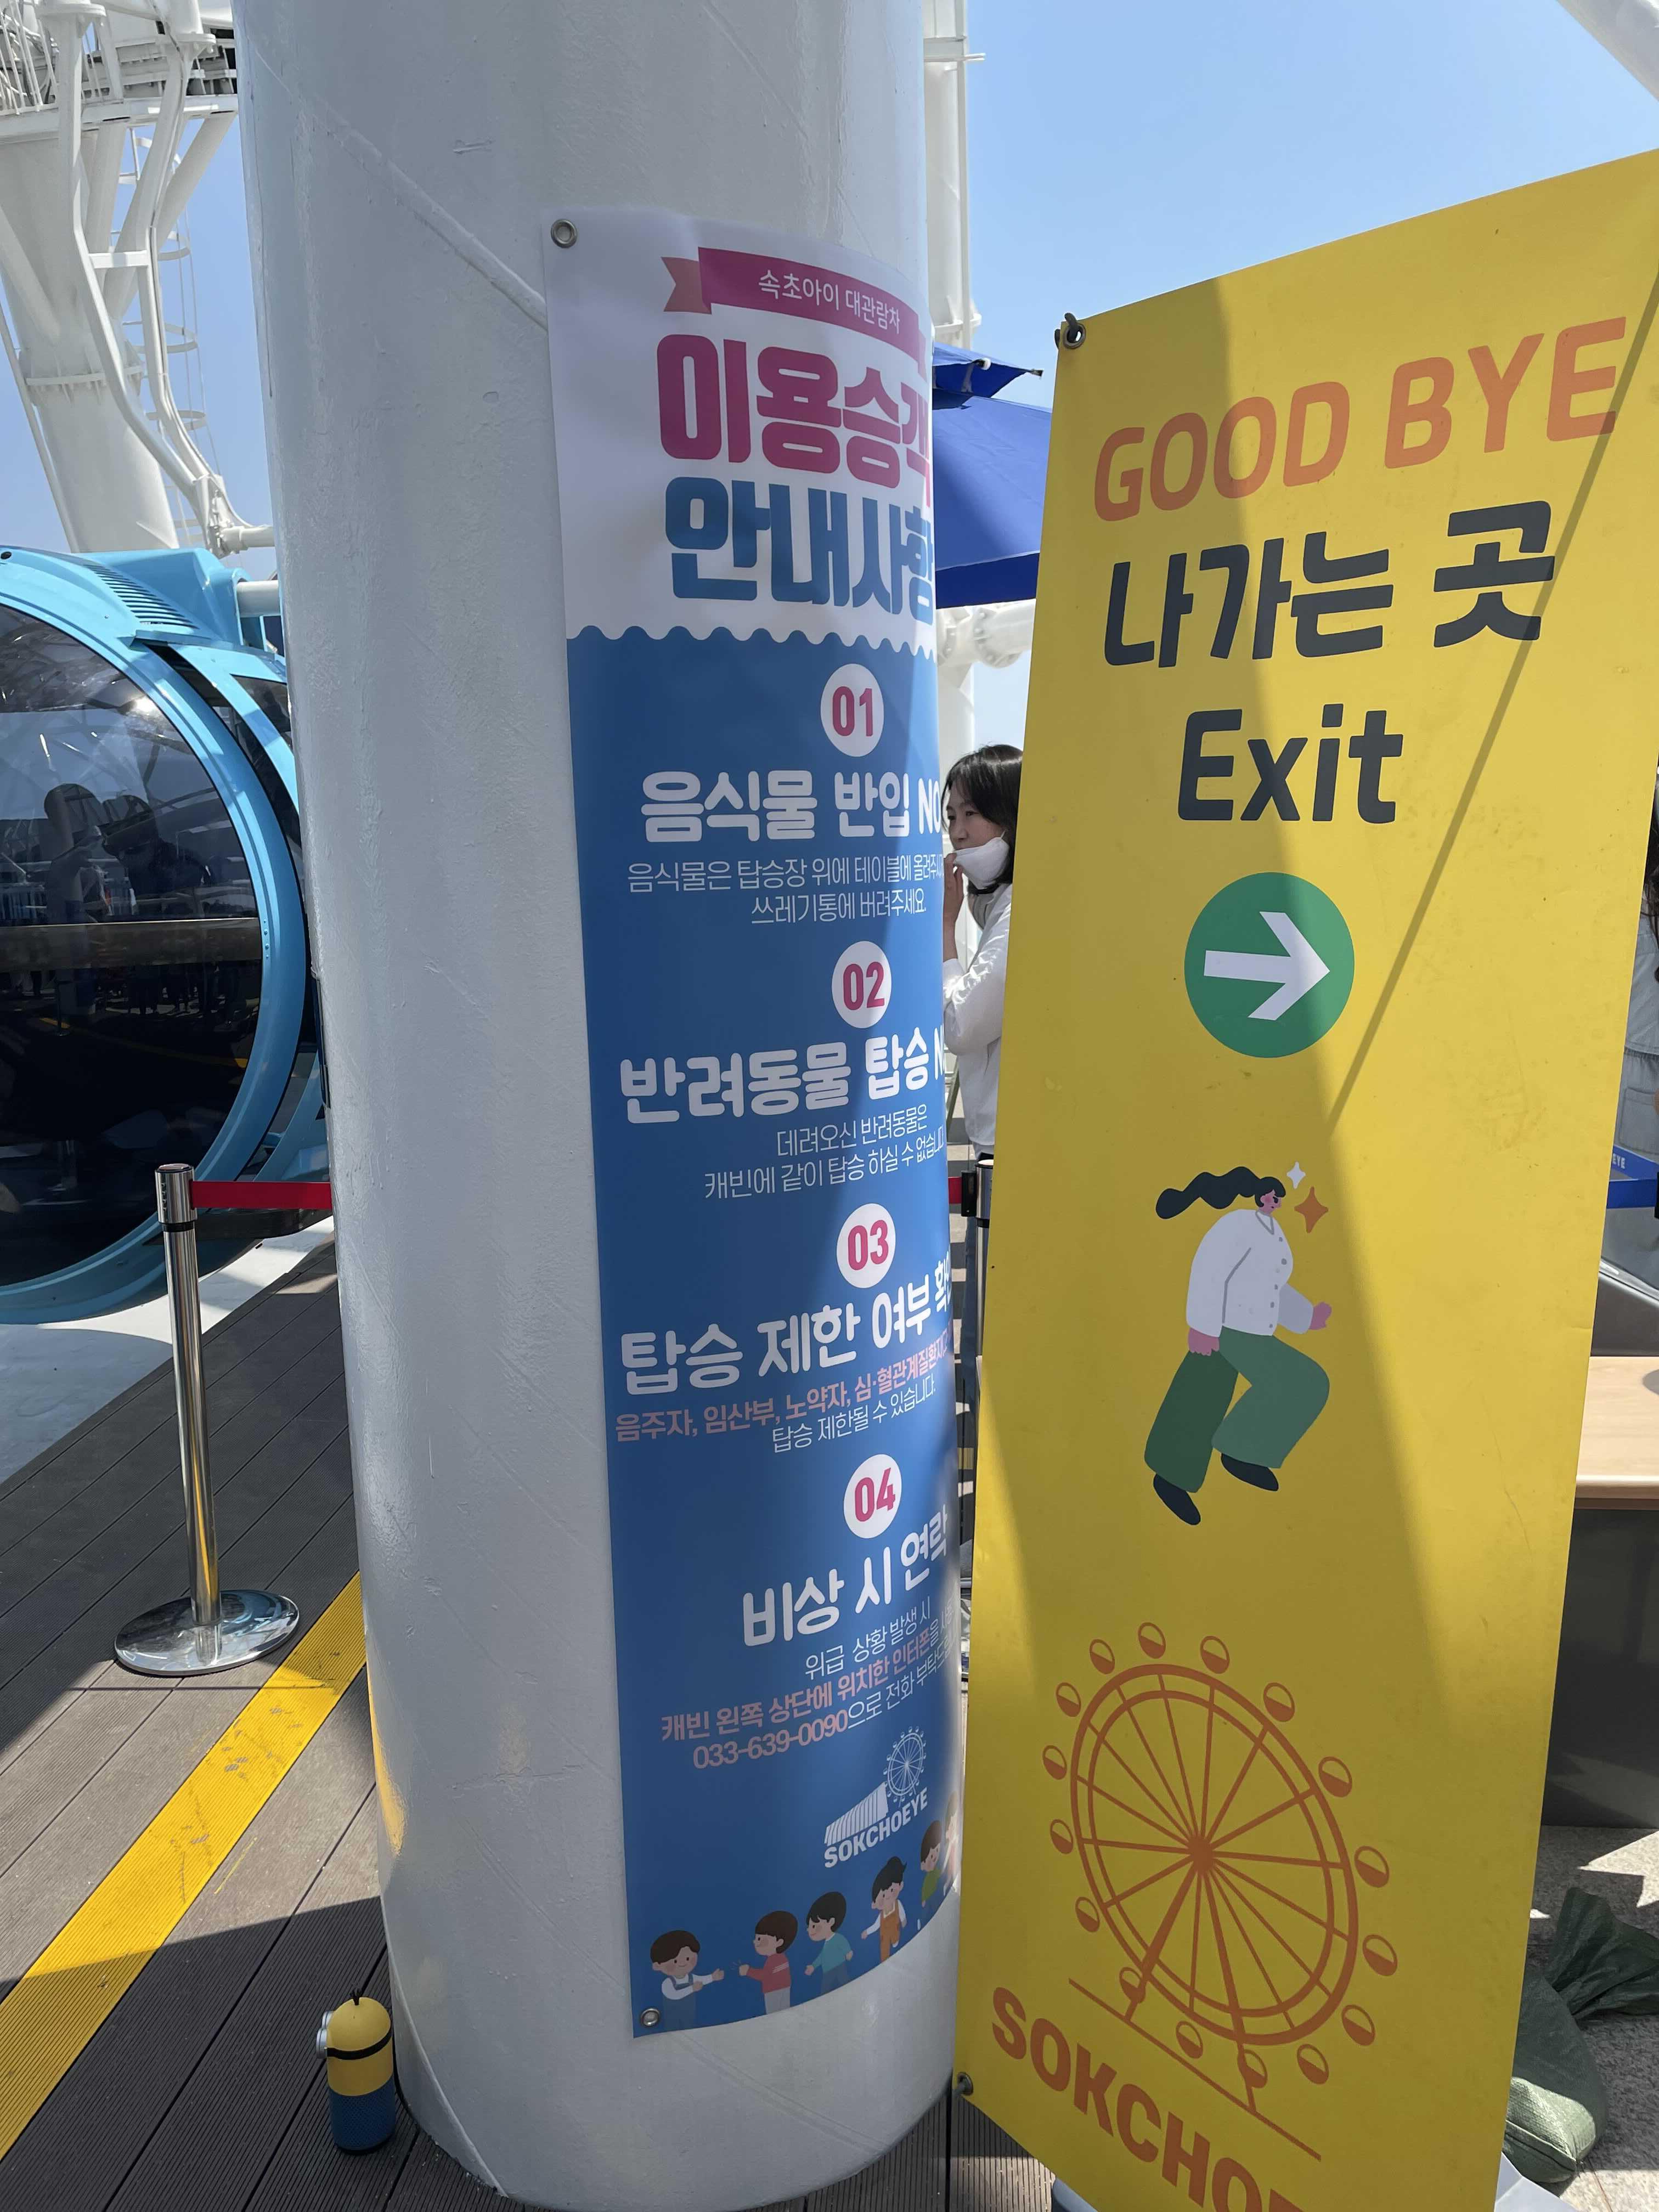 속초아이 대관람차
이용승객
안내사항
01
음식물 반입 NO
음식물은 탑승장 위에 테이블에
쓰레기통에 버려주세요.
02
반려동물 탑승
데려오신 반려동물은
캐빈에 같이 탑승 하실 수 없습니
03
탑승 제한 여부
음주자, 임산부, 노약자, 심·혈관계질환자
탑승 제한될 수 있습니다.
04
비상 시 연락
위급 상황 발생 시
캐빈 왼쪽 상단에 위치한 인터폰을
033-639-0090으로 전화
SOKCHOEYE
GOOD BYE
나가는 곳
Exit
SOKCHOE
EYE